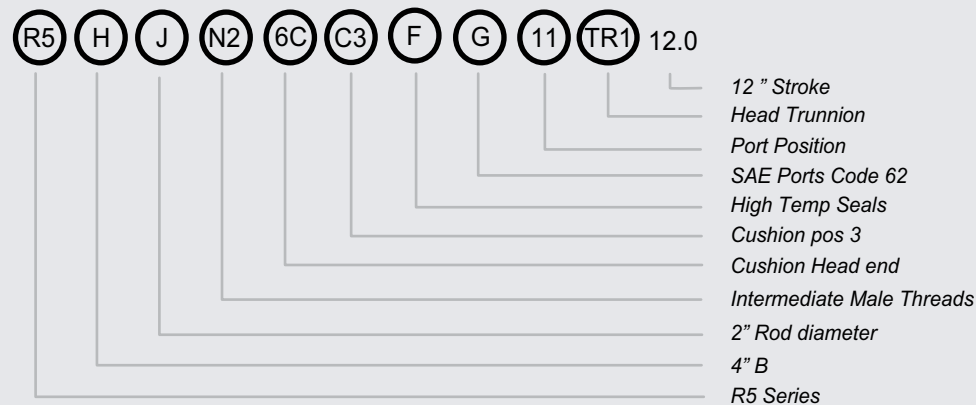 R5 H J N2 6C C3 F G 11 TR1 12.0
12 ” Stroke
Head Trunnion
Port Position
SAE Ports Code 62
High Temp Seals
Cushion pos 3
Cushion Head end
Intermediate Male Threads
2” Rod diameter
4” B
R5 Series